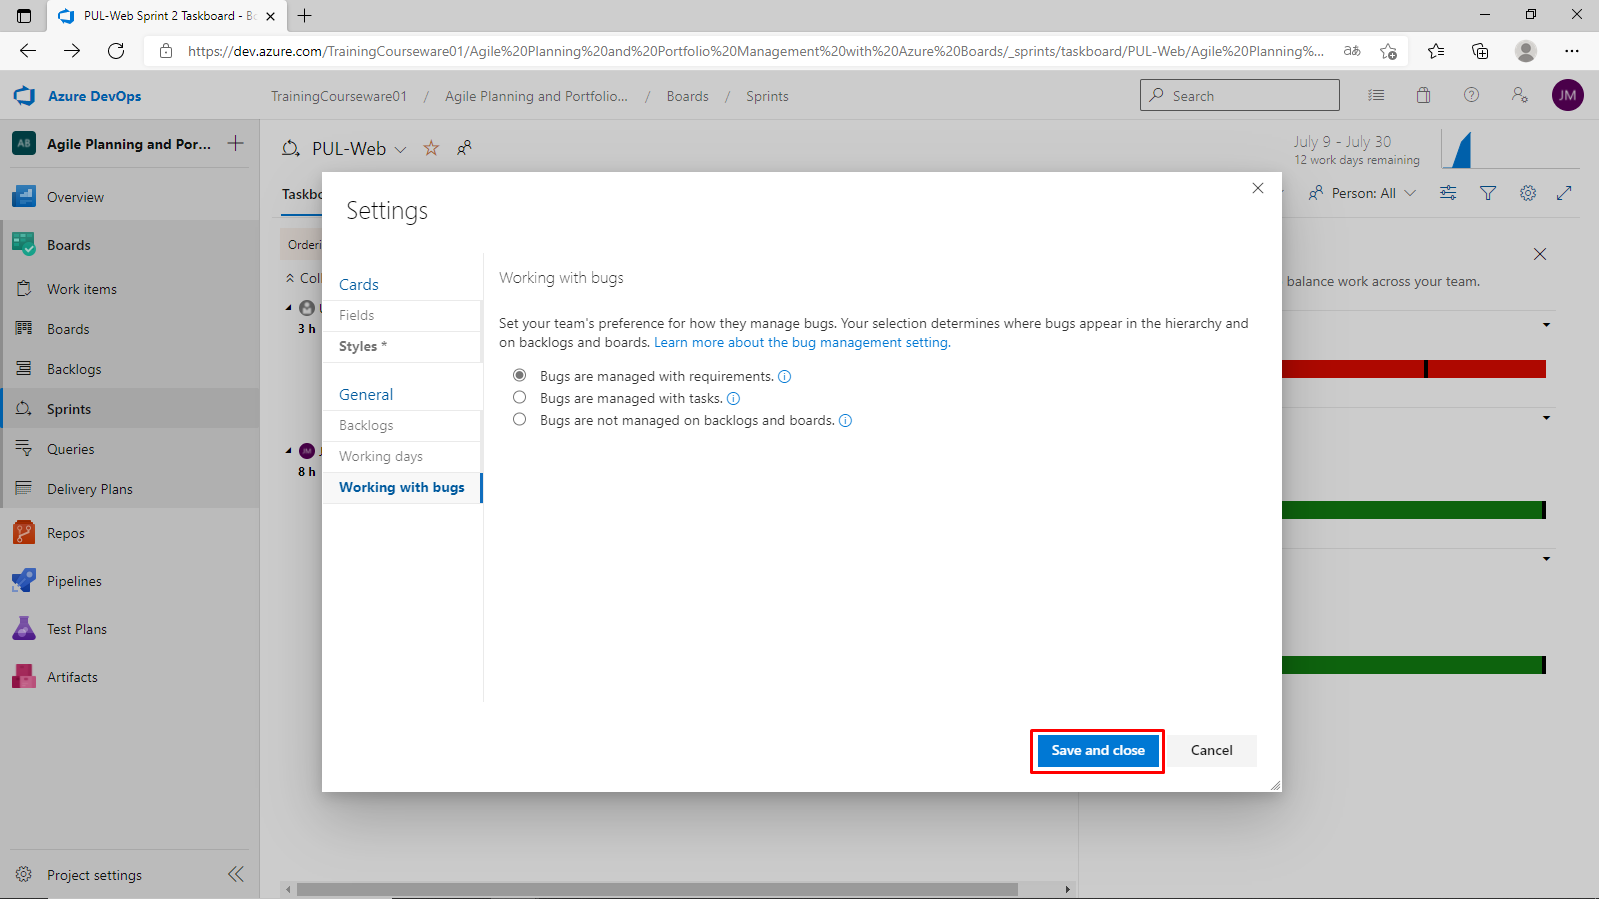 PUL-Web Sprint 2 Taskboard - Bo
https://dev.azure.com/TrainingCourseware01/Agile%20Planning%20and%20Portfolio%20Management%20with%20Azure%20Boards/_sprints/taskboard/PUL-Web/Agile%20Planning%...
Azure DevOps
TrainingCourseware01 / Agile Planning and Portfolio... / Boards / Sprints
Search
JM
AB
Agile Planning and Por...
Overview
Boards
Work items
Boards
Backlogs
Sprints
Queries
Delivery Plans
Repos
Pipelines
Test Plans
Artifacts
Project settings
PUL-Web
July 9 - July 30
12 work days remaining
Taskbo
Person: All
Orderi
Coll
3 h
JM
8 h
balance work across your team.
Settings
Cards
Fields
Styles *
General
Backlogs
Working days
Working with bugs
Working with bugs
Set your team's preference for how they manage bugs. Your selection determines where bugs appear in the hierarchy and
on backlogs and boards. Learn more about the bug management setting.
Bugs are managed with requirements.
Bugs are managed with tasks.
Bugs are not managed on backlogs and boards.
Save and close
Cancel